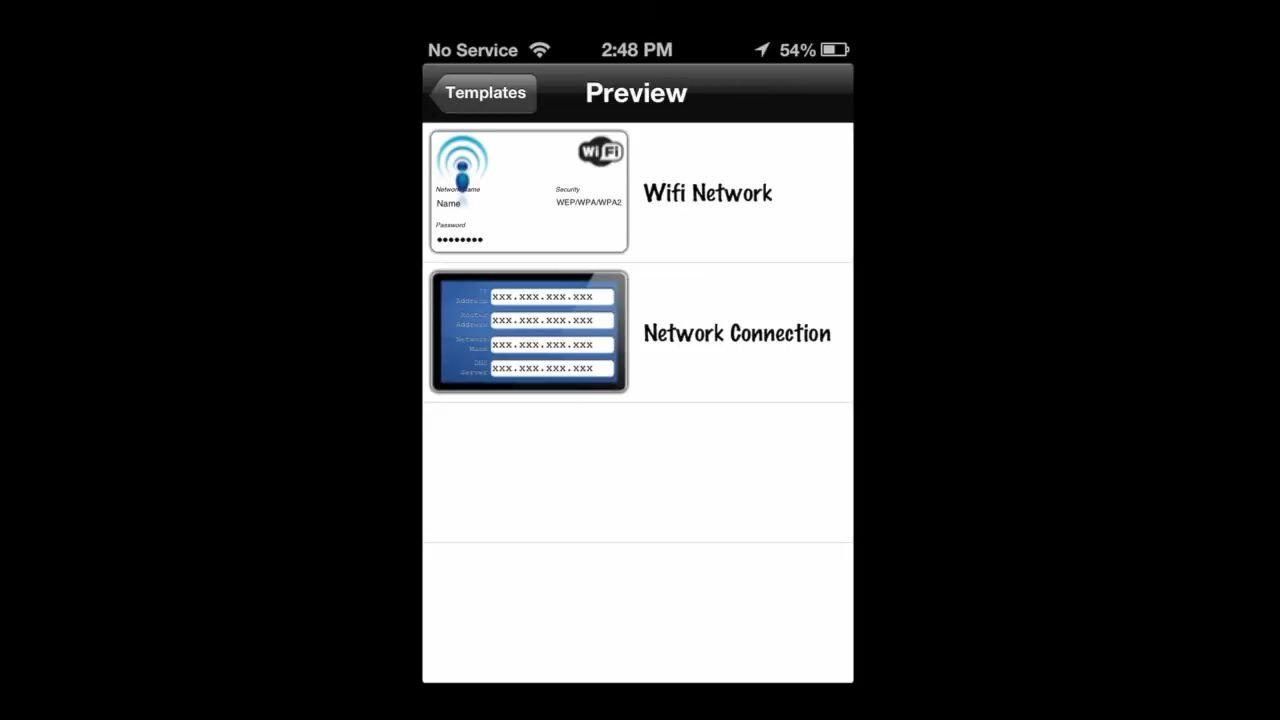 No Service 2:48 PM 54%
Templates Preview
WiFi
Network Name Security
Name WEP/WPA/WPA2
Password
••••••••
Wifi Network
IP Address xxx.xxx.xxx.xxx
Router Address xxx.xxx.xxx.xxx
Network Mask xxx.xxx.xxx.xxx
DNS Server xxx.xxx.xxx.xxx
Network Connection